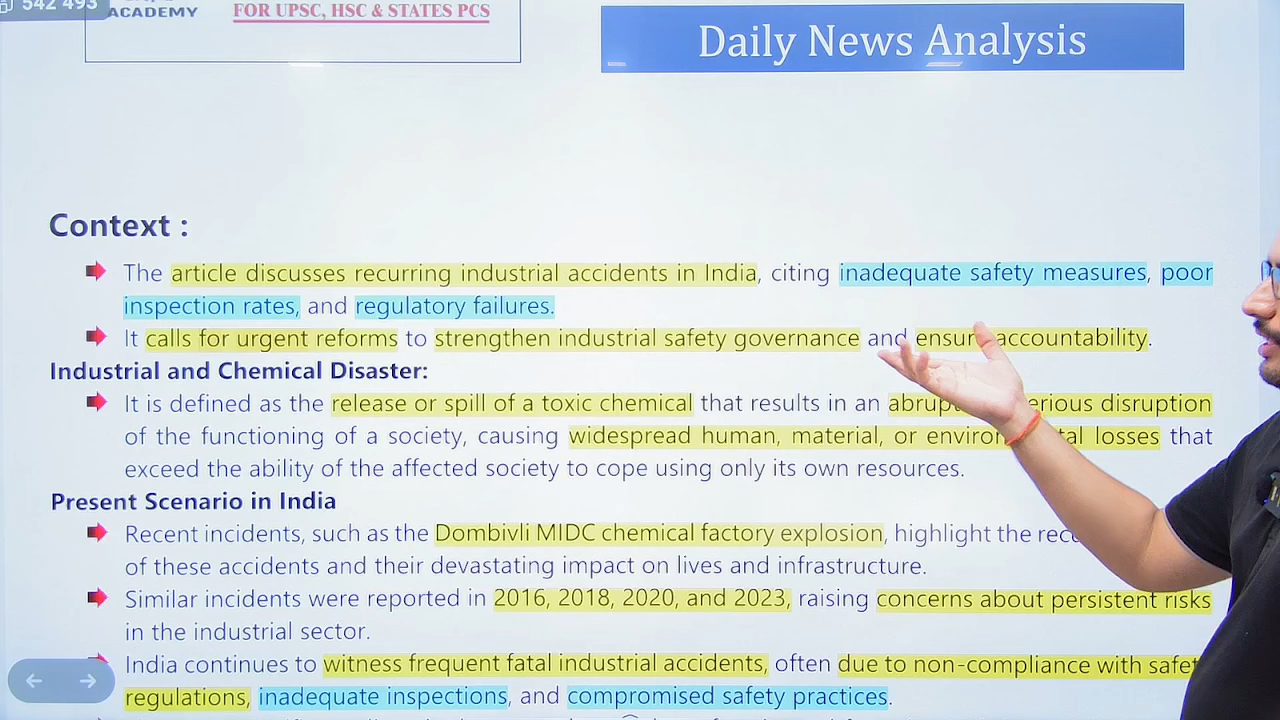 542 493
ACADEMY
FOR UPSC, HSC & STATES PCS
Daily News Analysis
Context :
The article discusses recurring industrial accidents in India, citing inadequate safety measures, poor
inspection rates, and regulatory failures.
It calls for urgent reforms to strengthen industrial safety governance and ensure accountability.
Industrial and Chemical Disaster:
It is defined as the release or spill of a toxic chemical that results in an disruption
of the functioning of a society, causing widespread human, material, or losses that
exceed the ability of the affected society to cope using only its own resources.
Present Scenario in India
Recent incidents, such as the Dombivli MIDC chemical factory explosion, highlight the
of these accidents and their devastating impact on lives and infrastructure.
Similar incidents were reported in 2016, 2018, 2020, and 2023, raising concerns about persistent risks
in the industrial sector.
India continues to witness frequent fatal industrial accidents, often due to non-compliance with
regulations, inadequate inspections, and compromised safety practices.